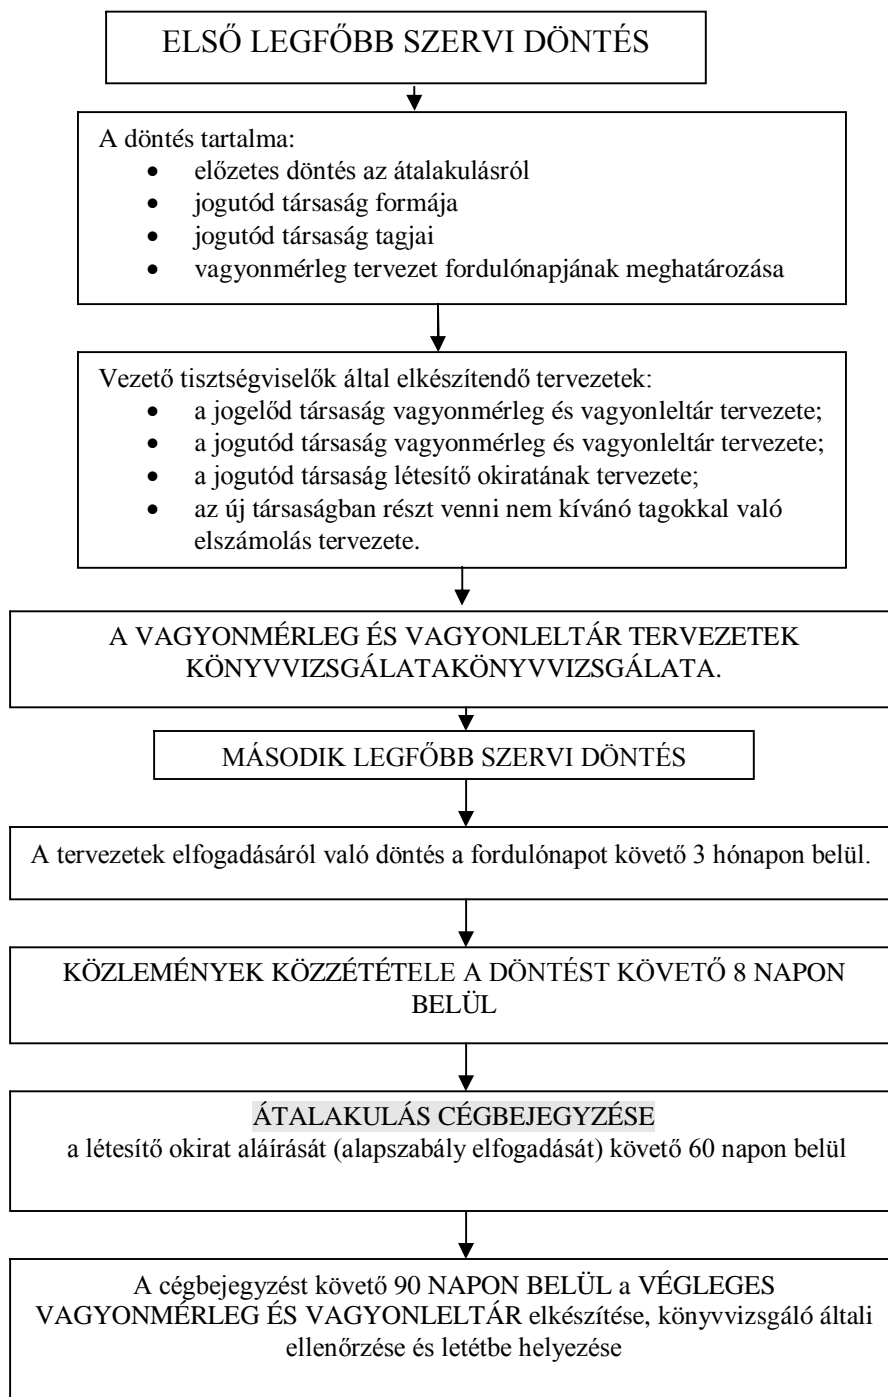 ELSŐ LEGFŐBB SZERVI DÖNTÉS
A döntés tartalma:
• előzetes döntés az átalakulásról
• jogutód társaság formája
• jogutód társaság tagjai
• vagyonmérleg tervezet fordulónapjának meghatározása
Vezető tisztségviselők által elkészítendő tervezetek:
• a jogelőd társaság vagyonmérleg és vagyonleltár tervezete;
• a jogutód társaság vagyonmérleg és vagyonleltár tervezete;
• a jogutód társaság létesítő okiratának tervezete;
• az új társaságban részt venni nem kívánó tagokkal való
elszámolás tervezete.
A VAGYONMÉRLEG ÉS VAGYONLELTÁR TERVEZETEK
KÖNYVVIZSGÁLATAKÖNYVVIZSGÁLATA.
MÁSODIK LEGFŐBB SZERVI DÖNTÉS
A tervezetek elfogadásáról való döntés a fordulónapot követő 3 hónapon belül.
KÖZLEMÉNYEK KÖZZÉTÉTELE A DÖNTÉST KÖVETŐ 8 NAPON
BELÜL
ÁTALAKULÁS CÉGBEJEGYZÉSE
a létesítő okirat aláírását (alapszabály elfogadását) követő 60 napon belül
A cégbejegyzést követő 90 NAPON BELÜL a VÉGLEGES
VAGYONMÉRLEG ÉS VAGYONLELTÁR elkészítése, könyvvizsgáló általi
ellenőrzése és letétbe helyezése